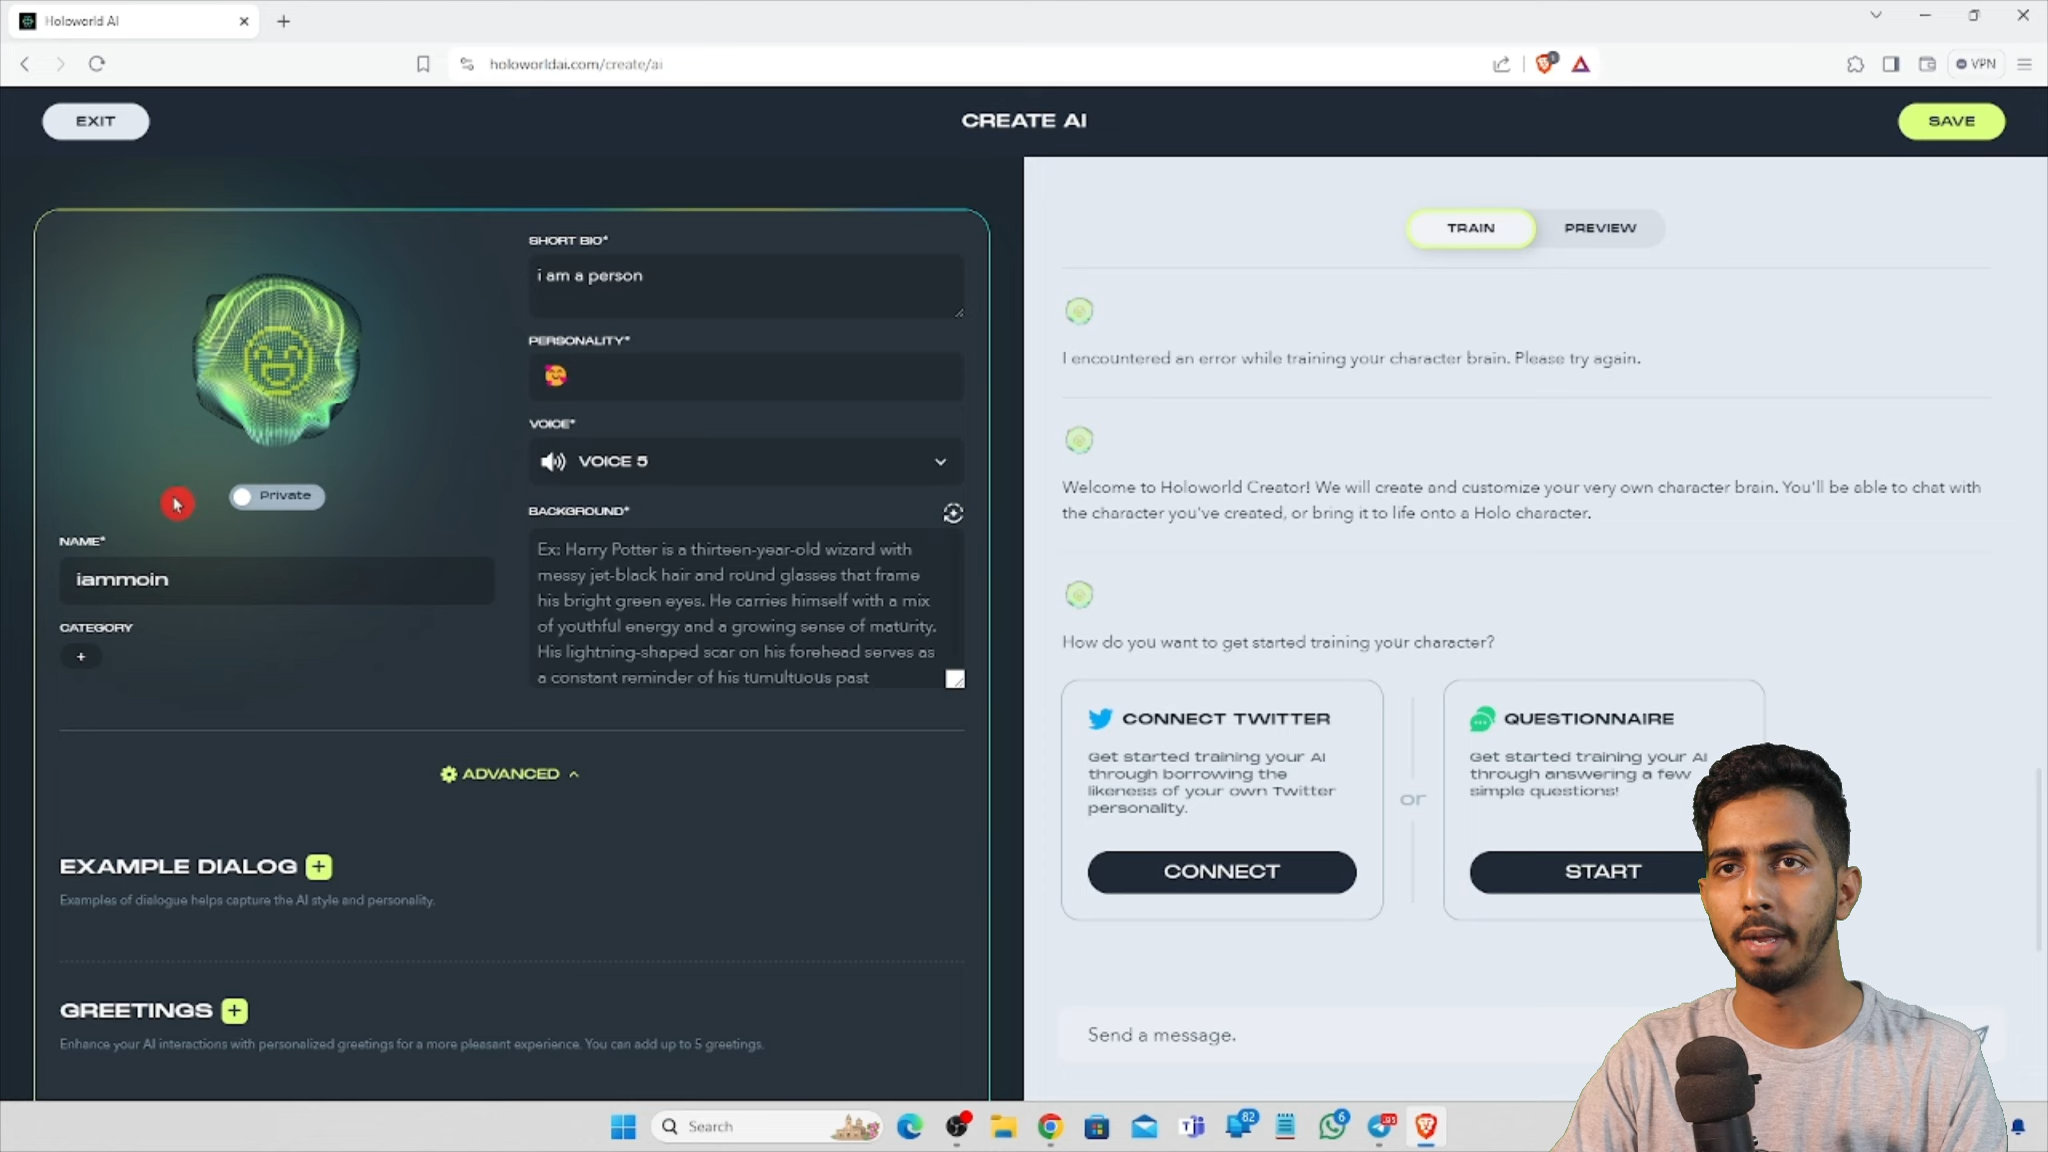 Holoworld AI
holoworldai.com/create/ai
VPN
EXIT
CREATE AI
SAVE
Private
NAME*
iammoin
CATEGORY
+
SHORT BIO*
i am a person
PERSONALITY*
VOICE*
VOICE 5
BACKGROUND*
Ex: Harry Potter is a thirteen-year-old wizard with
messy jet-black hair and round glasses that frame
his bright green eyes. He carries himself with a mix
of youthful energy and a growing sense of maturity.
His lightning-shaped scar on his forehead serves as
a constant reminder of his tumultuous past
ADVANCED
EXAMPLE DIALOG +
Examples of dialogue helps capture the AI style and personality.
GREETINGS +
Enhance your AI interactions with personalized greetings for a more pleasant experience. You can add up to 5 greetings.
TRAIN
PREVIEW
I encountered an error while training your character brain. Please try again.
Welcome to Holoworld Creator! We will create and customize your very own character brain. You'll be able to chat with
the character you've created, or bring it to life onto a Holo character.
How do you want to get started training your character?
CONNECT TWITTER
Get started training your AI
through borrowing the
likeness of your own Twitter
personality.
CONNECT
or
QUESTIONNAIRE
Get started training your AI
through answering a few
simple questions!
START
Send a message.
Search
82
6